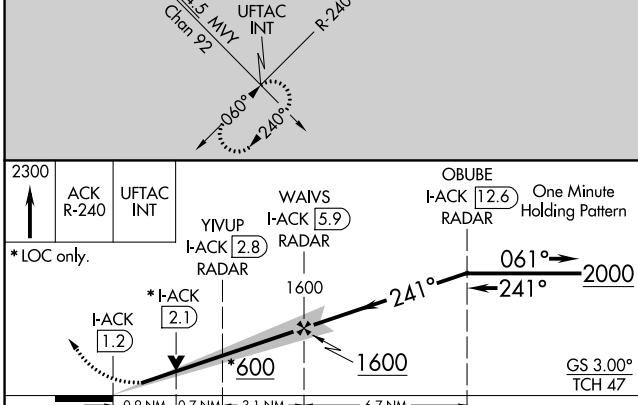 4.5 MVY
Chan 92
UFTAC
INT
R-240
060°
240°
2300
ACK
R-240
UFTAC
INT
* LOC only.
I-ACK
1.2
* I-ACK
2.1
YIVUP
I-ACK 2.8
RADAR
WAIVS
I-ACK 5.9
RADAR
1600
OBUBE
I-ACK 12.6
RADAR
One Minute
Holding Pattern
061°
241°
2000
241°
*600
1600
GS 3.00°
TCH 47
0.9 NM
0.7 NM
3.1 NM
6.7 NM